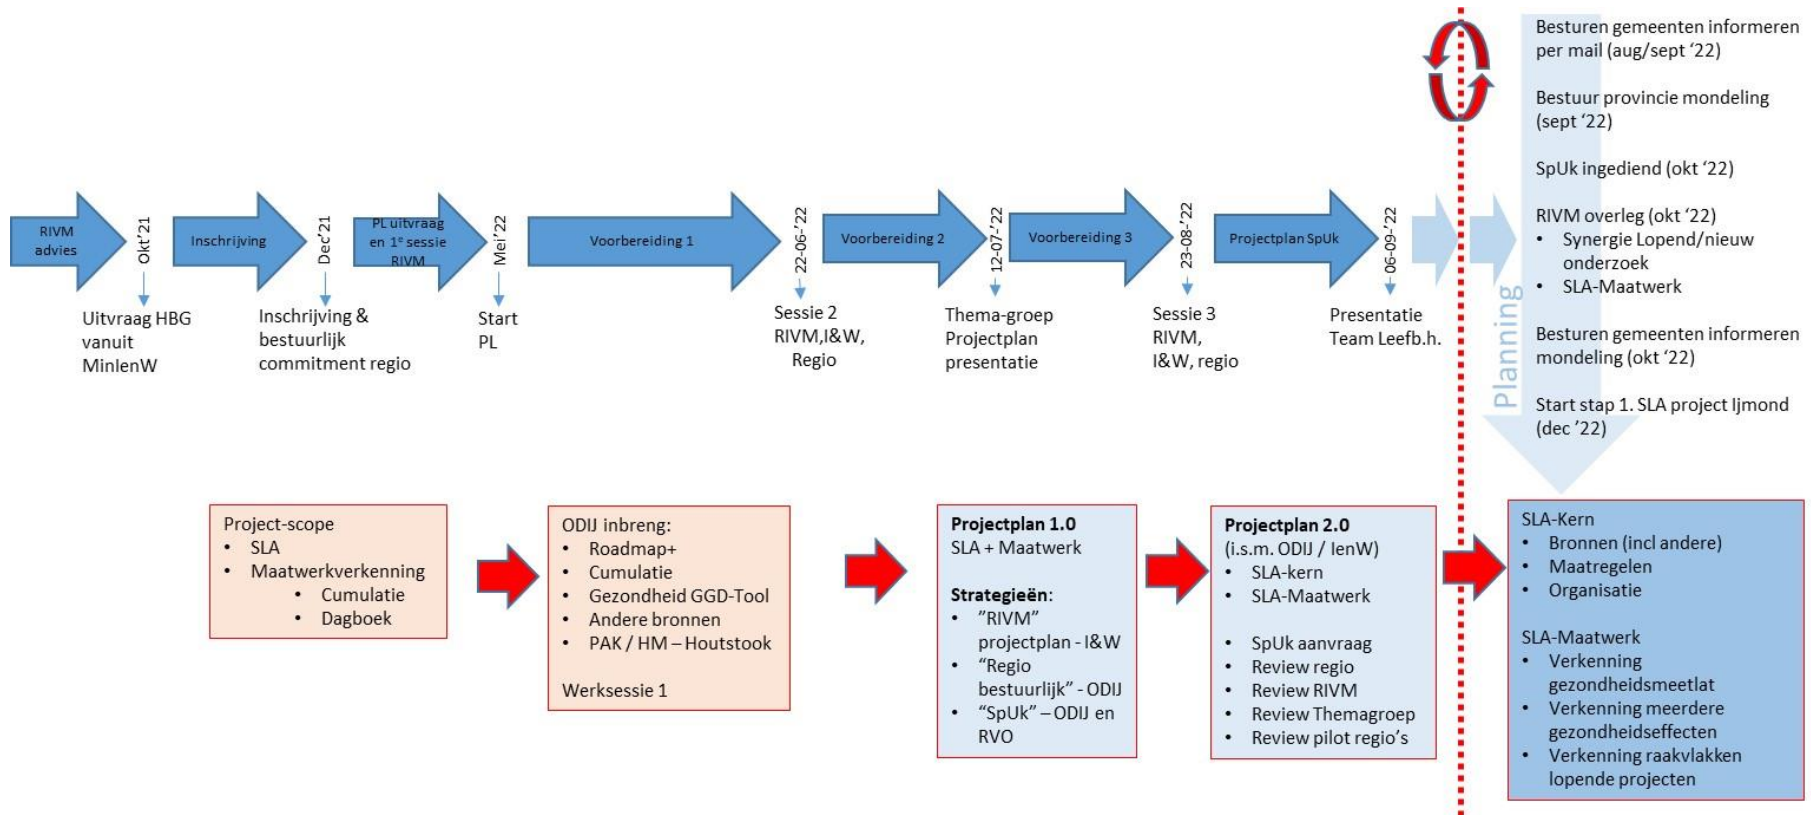 RIVM
advies
Okt'21
Inschrijving
Dec'21
PL uitvraag
en 1e sessie
RIVM
Mei'22
Voorbereiding 1
22-06-'22
Voorbereiding 2
12-07-'22
Voorbereiding 3
23-08-'22
Projectplan SpUk
06-09-'22
Uitvraag HBG
vanuit
MinIenW
Inschrijving &
bestuurlijk
commitment regio
Start
PL
Sessie 2
RIVM,I&W,
Regio
Thema-groep
Projectplan
presentatie
Sessie 3
RIVM,
I&W, regio
Presentatie
Team Leefb.h.
Planning
Besturen gemeenten informeren
per mail (aug/sept '22)
Bestuur provincie mondeling
(sept '22)
SpUk ingediend (okt '22)
RIVM overleg (okt '22)
• Synergie Lopend/nieuw
onderzoek
• SLA-Maatwerk
Besturen gemeenten informeren
mondeling (okt '22)
Start stap 1. SLA project Ijmond
(dec '22)
Project-scope
• SLA
• Maatwerkverkenning
• Cumulatie
• Dagboek
ODIJ inbreng:
• Roadmap+
• Cumulatie
• Gezondheid GGD-Tool
• Andere bronnen
• PAK / HM – Houtstook
Werksessie 1
Projectplan 1.0
SLA + Maatwerk
Strategieën:
• ”RIVM”
projectplan - I&W
• “Regio
bestuurlijk” - ODIJ
• “SpUk” – ODIJ en
RVO
Projectplan 2.0
(i.s.m. ODIJ / IenW)
• SLA-kern
• SLA-Maatwerk
• SpUk aanvraag
• Review regio
• Review RIVM
• Review Themagroep
• Review pilot regio's
SLA-Kern
• Bronnen (incl andere)
• Maatregelen
• Organisatie
SLA-Maatwerk
• Verkenning
gezondheidsmeetlat
• Verkenning meerdere
gezondheidseffecten
• Verkenning raakvlakken
lopende projecten